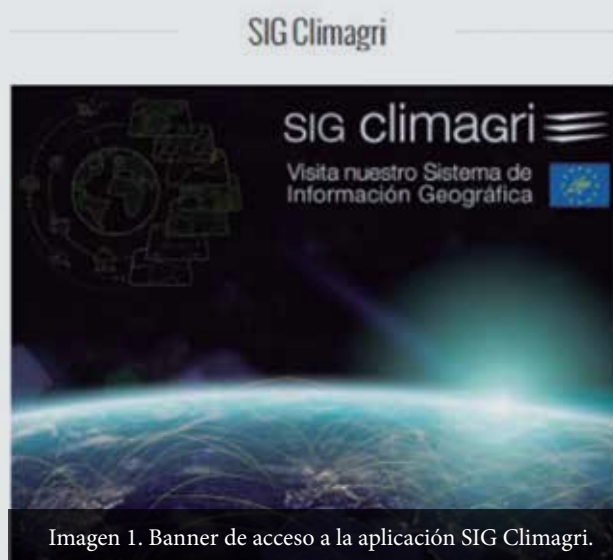 SIG Climagri
SIG climagri
Visita nuestro Sistema de
Información Geográfica
Imagen 1. Banner de acceso a la aplicación SIG Climagri.